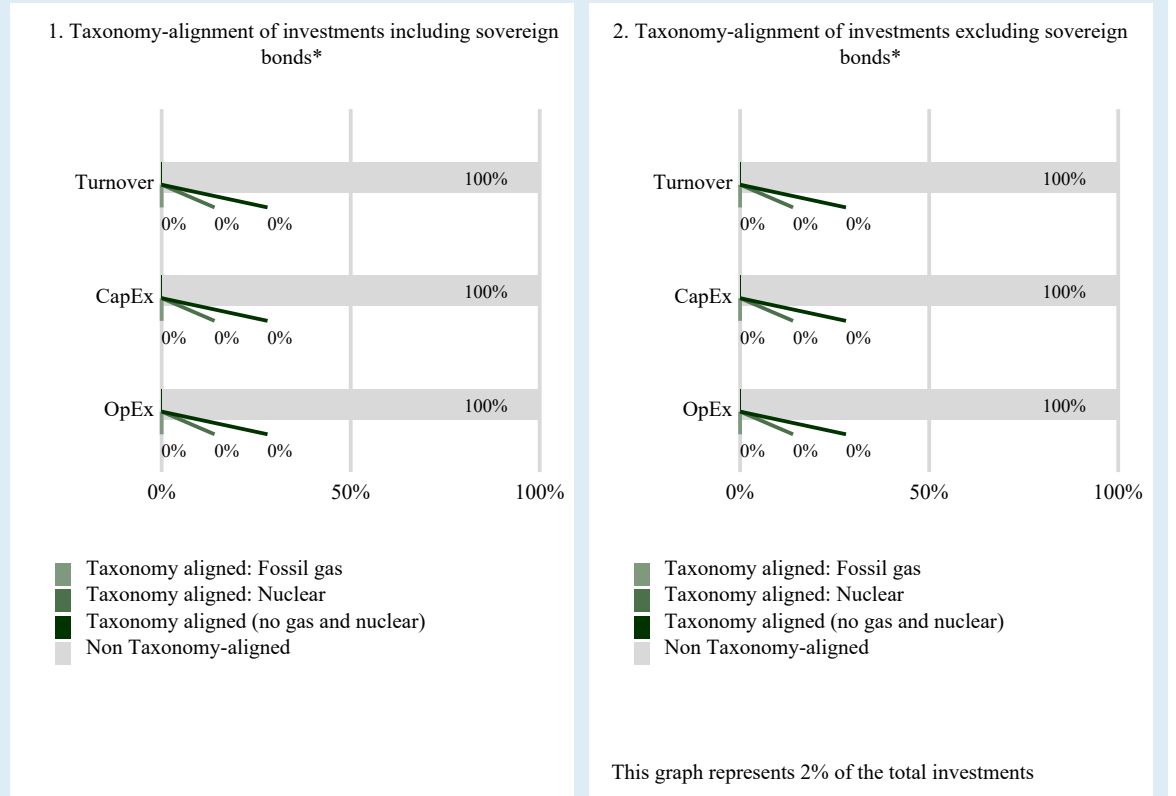 1. Taxonomy-alignment of investments including sovereign
bonds*
Turnover
100%
0% 0% 0%
CapEx
100%
0% 0% 0%
OpEx
100%
0% 0% 0%
0% 50% 100%
Taxonomy aligned: Fossil gas
Taxonomy aligned: Nuclear
Taxonomy aligned (no gas and nuclear)
Non Taxonomy-aligned
2. Taxonomy-alignment of investments excluding sovereign
bonds*
Turnover
100%
0% 0% 0%
CapEx
100%
0% 0% 0%
OpEx
100%
0% 0% 0%
0% 50% 100%
Taxonomy aligned: Fossil gas
Taxonomy aligned: Nuclear
Taxonomy aligned (no gas and nuclear)
Non Taxonomy-aligned
This graph represents 2% of the total investments